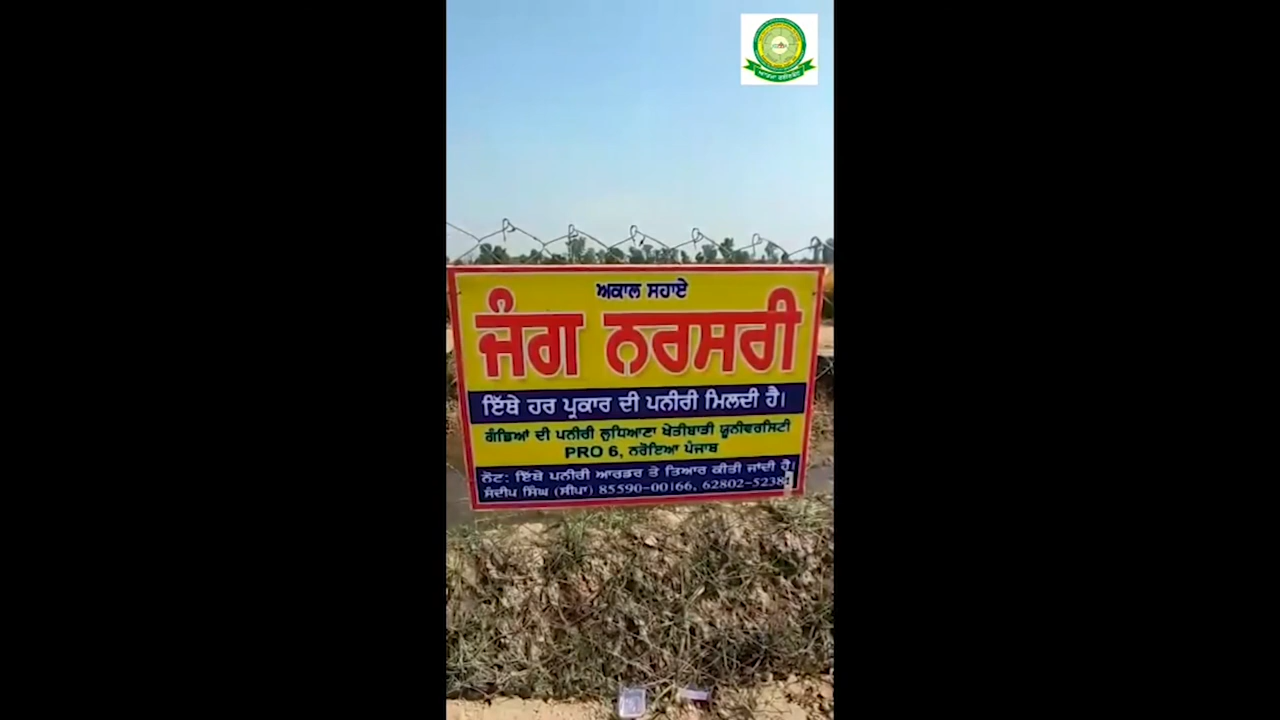 ਅਕਾਲ ਸਹਾਏ
ਜੰਗ ਨਰਸਰੀ
ਇੱਥੇ ਹਰ ਪ੍ਰਕਾਰ ਦੀ ਪਨੀਰੀ ਮਿਲਦੀ ਹੈ।
ਗੰਡਿਆਂ ਦੀ ਪਨੀਰੀ ਲੁਧਿਆਣਾ ਖੇਤੀਬਾੜੀ ਯੂਨੀਵਰਸਿਟੀ
PRO 6, ਨਰੋਇਆ ਪੰਜਾਬ
ਨੋਟ: ਇੱਥੇ ਪਨੀਰੀ ਆਰਡਰ ਤੇ ਤਿਆਰ ਕੀਤੀ ਜਾਂਦੀ ਹੈ।
ਸੰਦੀਪ ਸਿੰਘ (ਸੀਪਾ) 85590-00166, 62802-5238